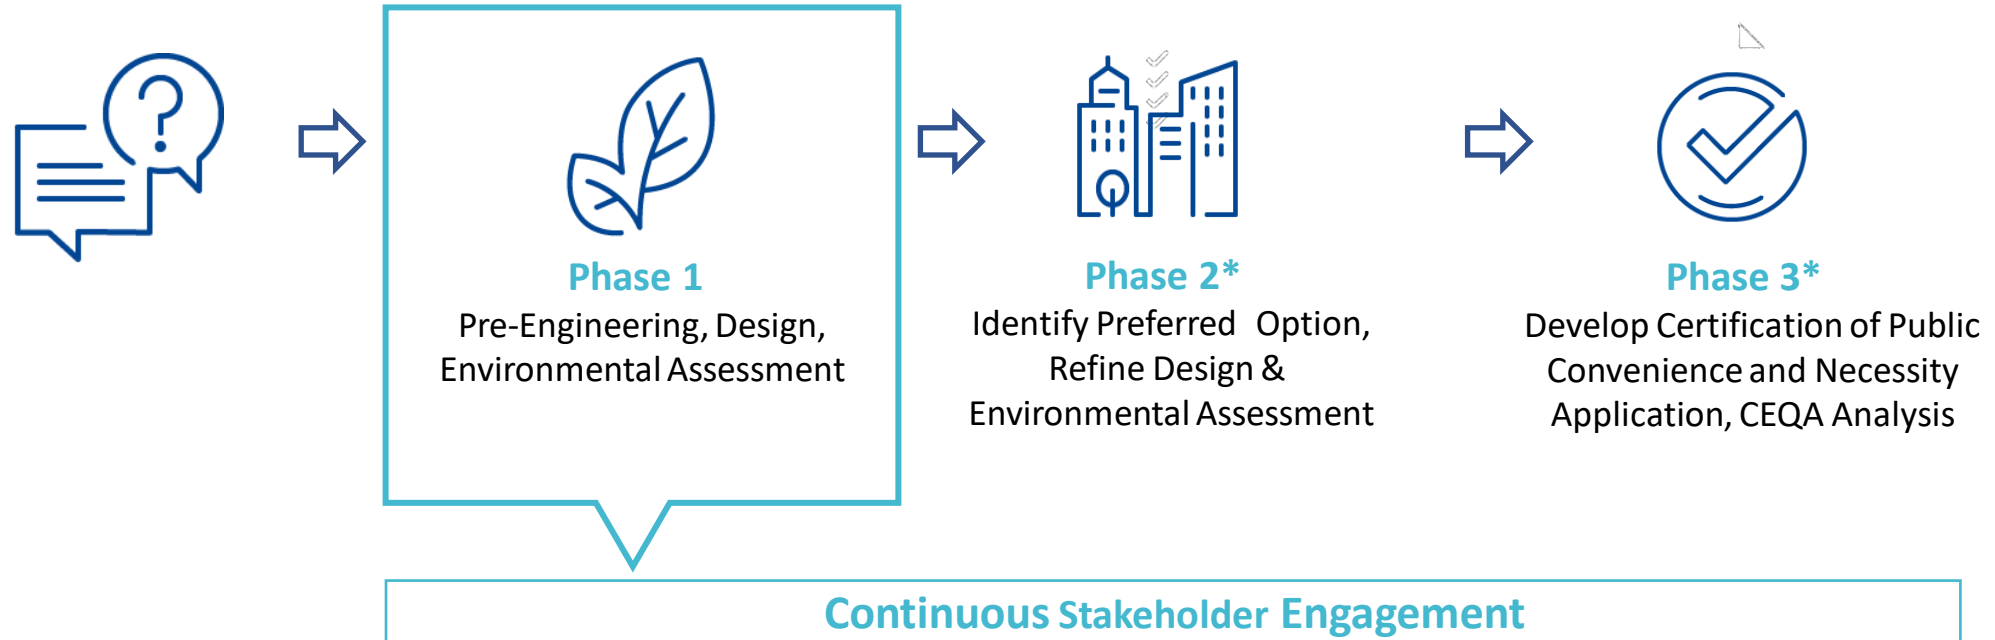 Phase 1
Pre-Engineering, Design,
Environmental Assessment
Phase 2*
Identify Preferred Option,
Refine Design &
Environmental Assessment
Phase 3*
Develop Certification of Public
Convenience and Necessity
Application, CEQA Analysis
Continuous Stakeholder Engagement